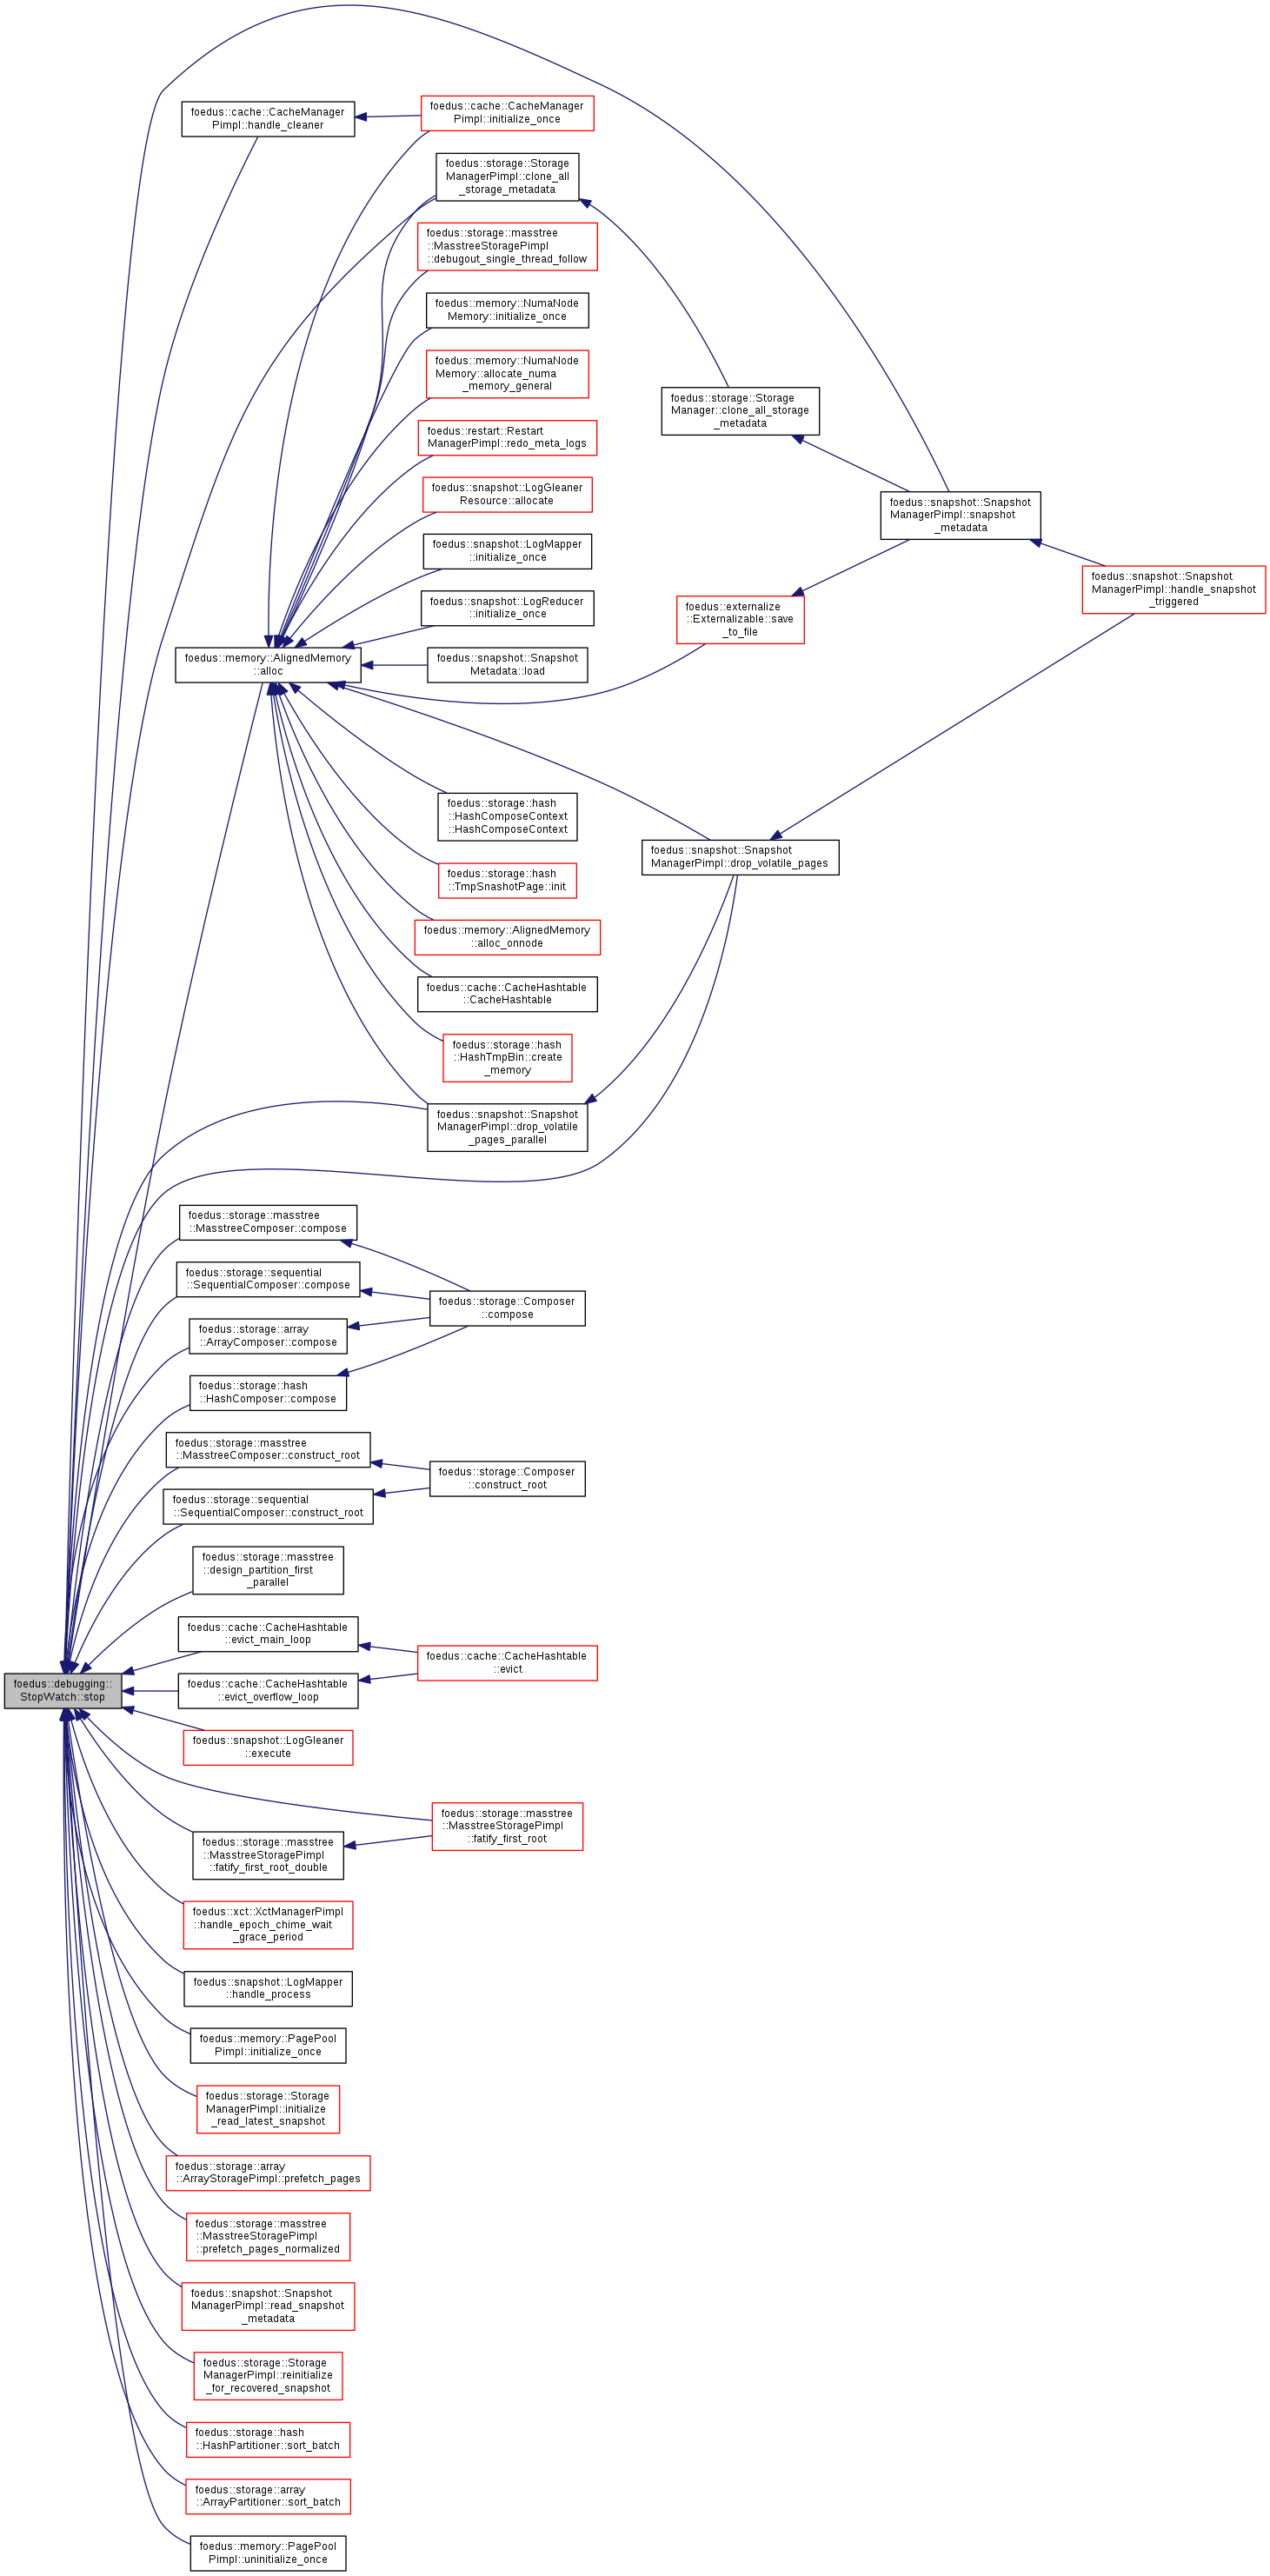 foedus::cache::CacheManager
Pimpl::handle_cleaner
foedus::cache::CacheManager
Pimpl::initialize_once
foedus::storage::Storage
ManagerPimpl::clone_all
_storage_metadata
foedus::storage::masstree
::MasstreeStoragePimpl
::debugout_single_thread_follow
foedus::memory::NumaNode
Memory::initialize_once
foedus::memory::NumaNode
Memory::allocate_numa
_memory_general
foedus::storage::Storage
Manager::clone_all_storage
_metadata
foedus::restart::Restart
ManagerPimpl::redo_meta_logs
foedus::snapshot::LogGleaner
Resource::allocate
foedus::snapshot::Snapshot
ManagerPimpl::snapshot
_metadata
foedus::snapshot::LogMapper
::initialize_once
foedus::snapshot::Snapshot
ManagerPimpl::handle_snapshot
_triggered
foedus::snapshot::LogReducer
::initialize_once
foedus::externalize
::Externalizable::save
_to_file
foedus::memory::AlignedMemory
::alloc
foedus::snapshot::Snapshot
Metadata::load
foedus::storage::hash
::HashComposeContext
::HashComposeContext
foedus::snapshot::Snapshot
ManagerPimpl::drop_volatile_pages
foedus::storage::hash
::TmpSnashotPage::init
foedus::memory::AlignedMemory
::alloc_onnode
foedus::cache::CacheHashtable
::CacheHashtable
foedus::storage::hash
::HashTmpBin::create
_memory
foedus::snapshot::Snapshot
ManagerPimpl::drop_volatile
_pages_parallel
foedus::storage::masstree
::MasstreeComposer::compose
foedus::storage::sequential
::SequentialComposer::compose
foedus::storage::Composer
::compose
foedus::storage::array
::ArrayComposer::compose
foedus::storage::hash
::HashComposer::compose
foedus::storage::masstree
::MasstreeComposer::construct_root
foedus::storage::Composer
::construct_root
foedus::storage::sequential
::SequentialComposer::construct_root
foedus::storage::masstree
::design_partition_first
_parallel
foedus::cache::CacheHashtable
::evict_main_loop
foedus::cache::CacheHashtable
::evict
foedus::debugging::
StopWatch::stop
foedus::cache::CacheHashtable
::evict_overflow_loop
foedus::snapshot::LogGleaner
::execute
foedus::storage::masstree
::MasstreeStoragePimpl
::fatify_first_root
foedus::storage::masstree
::MasstreeStoragePimpl
::fatify_first_root_double
foedus::xct::XctManagerPimpl
::handle_epoch_chime_wait
_grace_period
foedus::snapshot::LogMapper
::handle_process
foedus::memory::PagePool
Pimpl::initialize_once
foedus::storage::Storage
ManagerPimpl::initialize
_read_latest_snapshot
foedus::storage::array
::ArrayStoragePimpl::prefetch_pages
foedus::storage::masstree
::MasstreeStoragePimpl
::prefetch_pages_normalized
foedus::snapshot::Snapshot
ManagerPimpl::read_snapshot
_metadata
foedus::storage::Storage
ManagerPimpl::reinitialize
_for_recovered_snapshot
foedus::storage::hash
::HashPartitioner::sort_batch
foedus::storage::array
::ArrayPartitioner::sort_batch
foedus::memory::PagePool
Pimpl::uninitialize_once